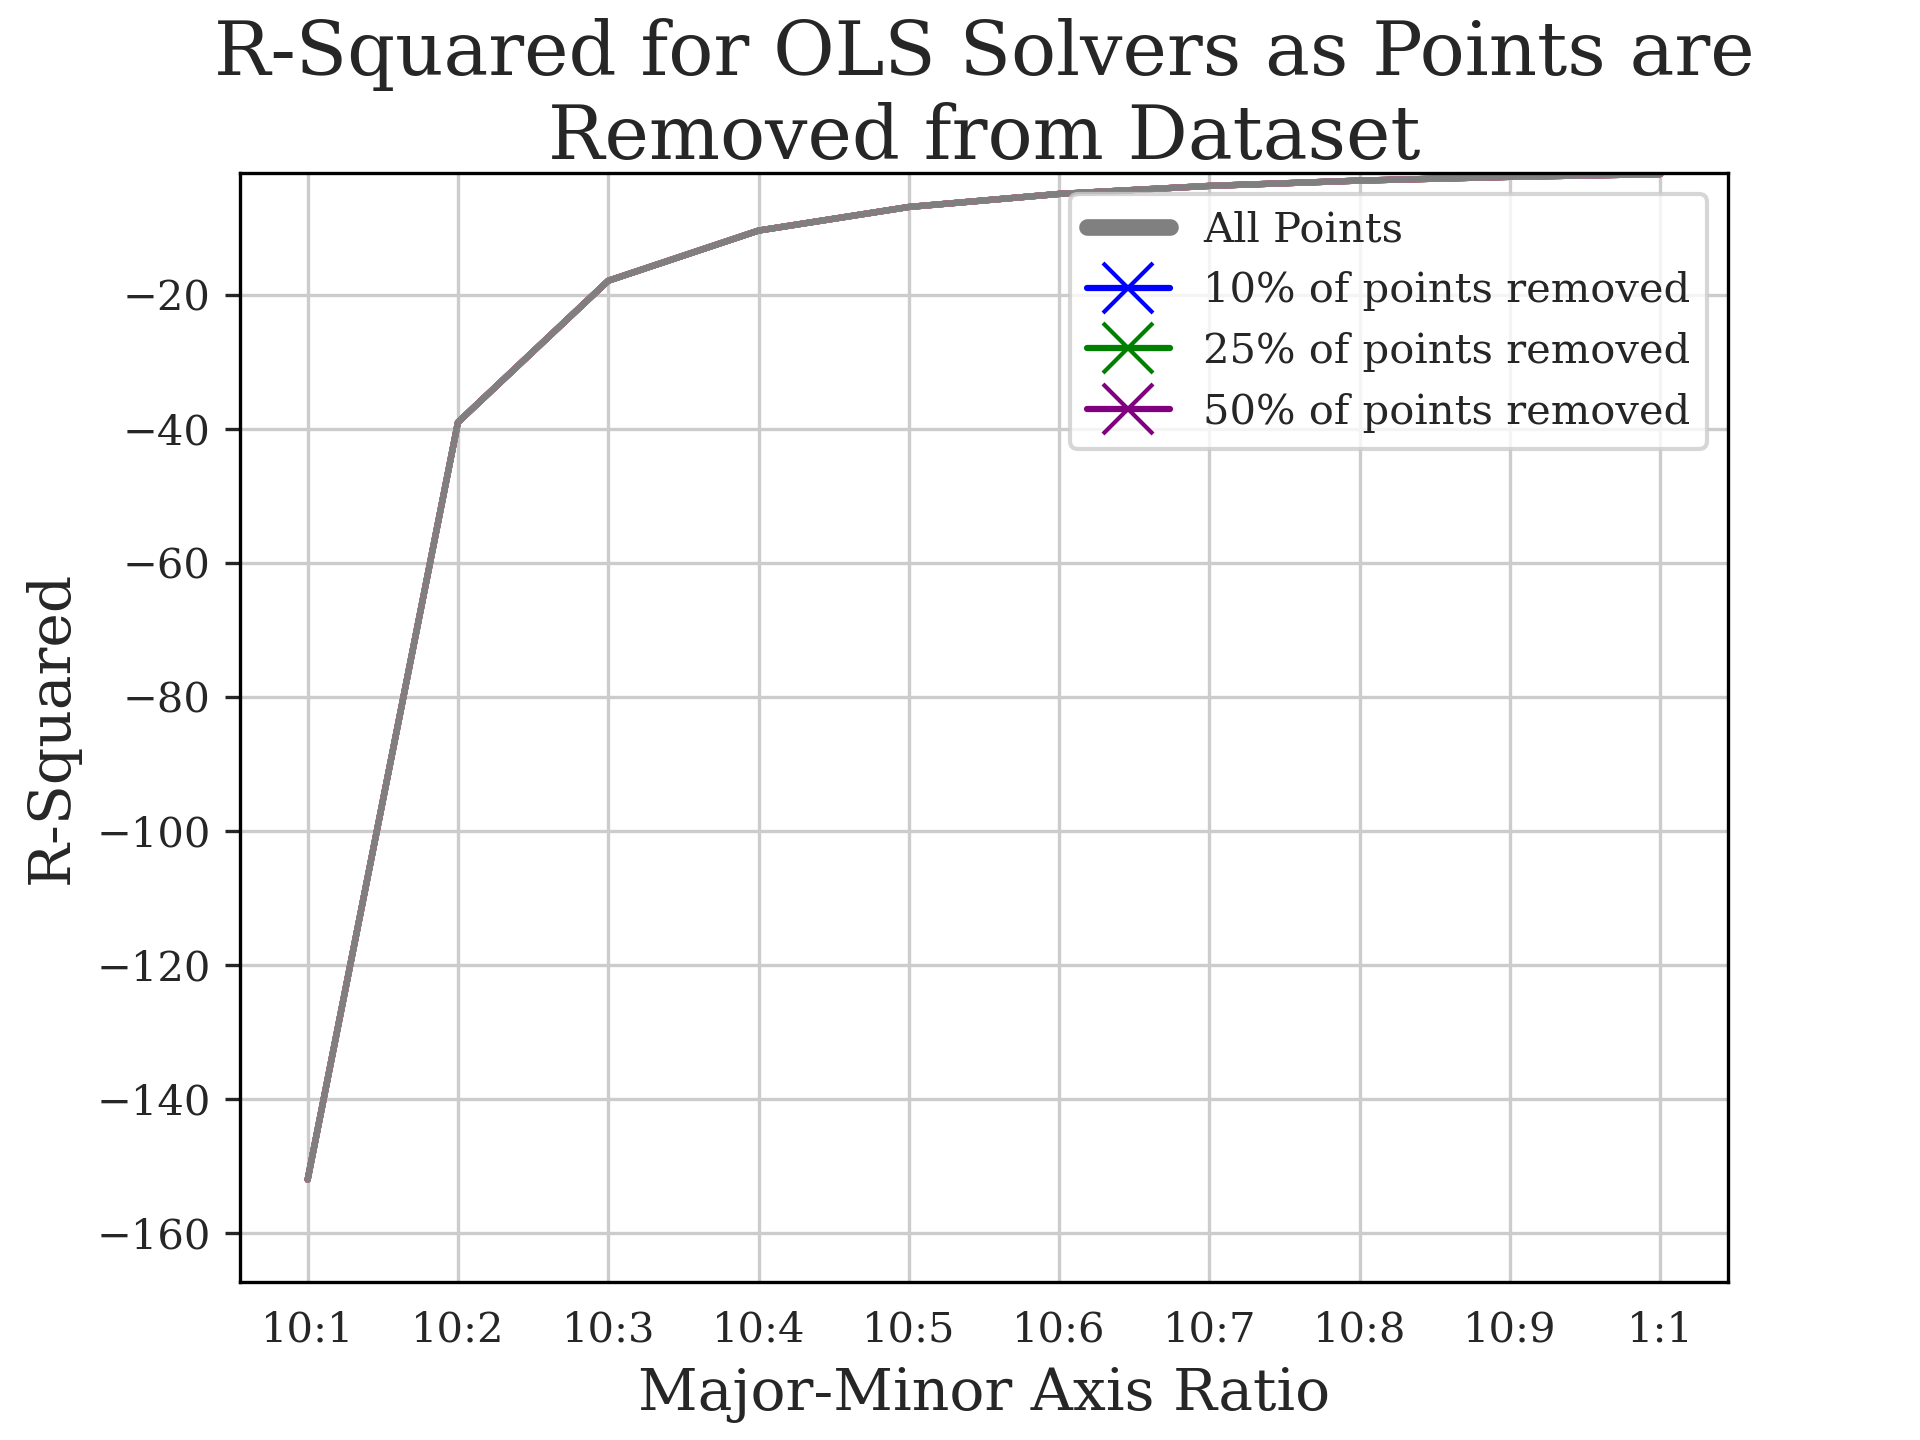 R-Squared for OLS Solvers as Points are
Removed from Dataset
All Points
10% of points removed
25% of points removed
50% of points removed
−20
−40
−60
−80
−100
−120
−140
−160
R-Squared
10:1 10:2 10:3 10:4 10:5 10:6 10:7 10:8 10:9 1:1
Major-Minor Axis Ratio